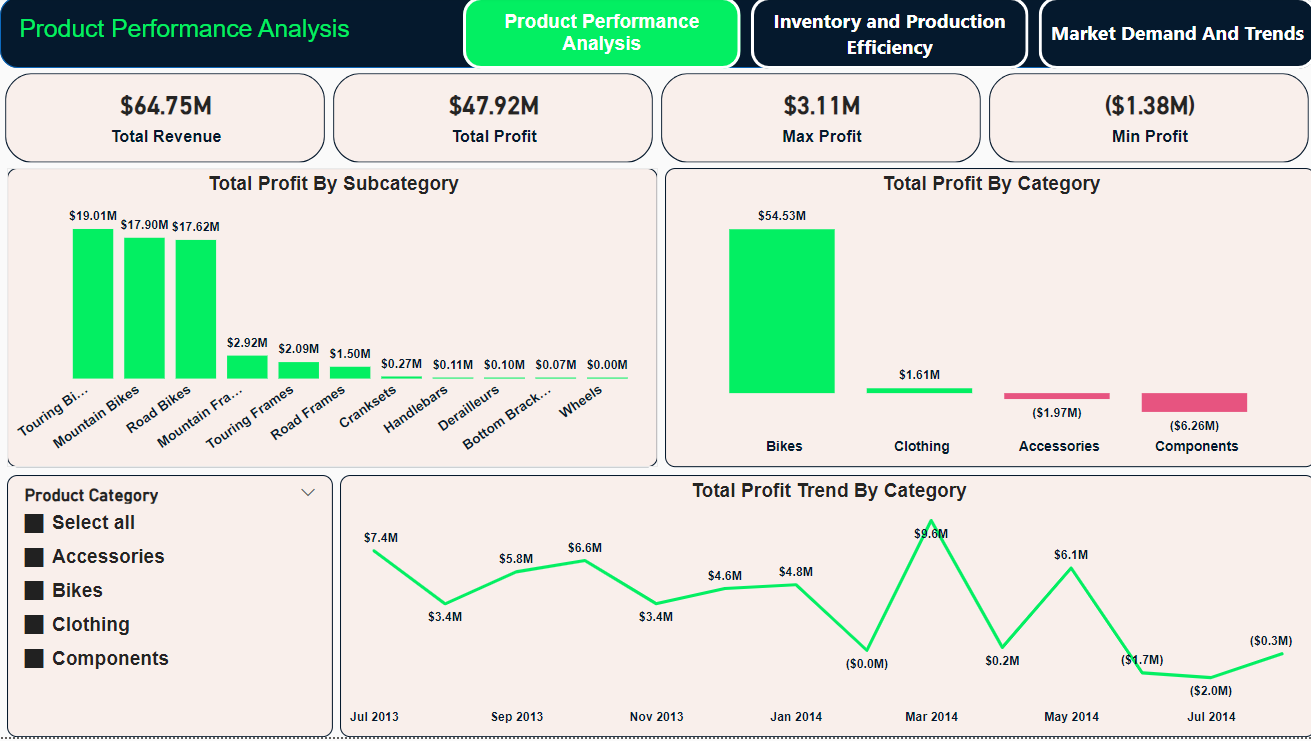 Product Performance Analysis
Product Performance
Analysis
Inventory and Production
Efficiency
Market Demand And Trends
$64.75M
Total Revenue
$47.92M
Total Profit
$3.11M
Max Profit
($1.38M)
Min Profit
Total Profit By Subcategory
$19.01M
$17.90M
$17.62M
$2.92M
$2.09M
$1.50M
$0.27M
$0.11M
$0.10M
$0.07M
$0.00M
Touring Bi...
Mountain Bikes
Road Bikes
Mountain Fra...
Touring Frames
Road Frames
Cranksets
Handlebars
Derailleurs
Bottom Brack...
Wheels
Total Profit By Category
$54.53M
$1.61M
($1.97M)
($6.26M)
Bikes
Clothing
Accessories
Components
Product Category
Select all
Accessories
Bikes
Clothing
Components
Total Profit Trend By Category
$7.4M
$3.4M
$5.8M
$6.6M
$3.4M
$4.6M
$4.8M
($0.0M)
$9.6M
$0.2M
$6.1M
($1.7M)
($2.0M)
($0.3M)
Jul 2013
Sep 2013
Nov 2013
Jan 2014
Mar 2014
May 2014
Jul 2014